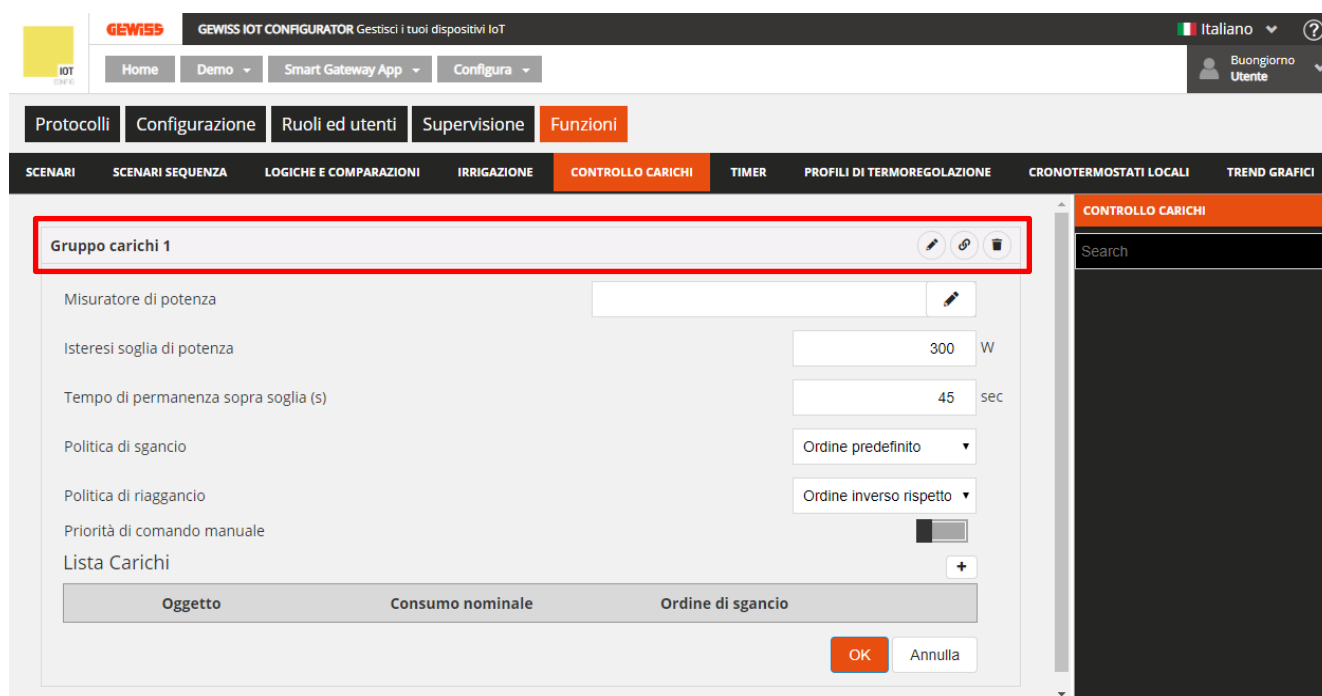 GEWISS GEWISS IOT CONFIGURATOR Gestisci i tuoi dispositivi IoT Italiano ?
IOT
CONFIG
Home Demo Smart Gateway App Configura Buongiorno
Utente
Protocolli Configurazione Ruoli ed utenti Supervisione Funzioni
SCENARI SCENARI SEQUENZA LOGICHE E COMPARAZIONI IRRIGAZIONE CONTROLLO CARICHI TIMER PROFILI DI TERMOREGOLAZIONE CRONOTERMOSTATI LOCALI TREND GRAFICI
CONTROLLO CARICHI
Search
Gruppo carichi 1
Misuratore di potenza
Isteresi soglia di potenza 300 W
Tempo di permanenza sopra soglia (s) 45 sec
Politica di sgancio Ordine predefinito
Politica di riaggancio Ordine inverso rispetto
Priorità di comando manuale
Lista Carichi +
Oggetto Consumo nominale Ordine di sgancio
OK Annulla